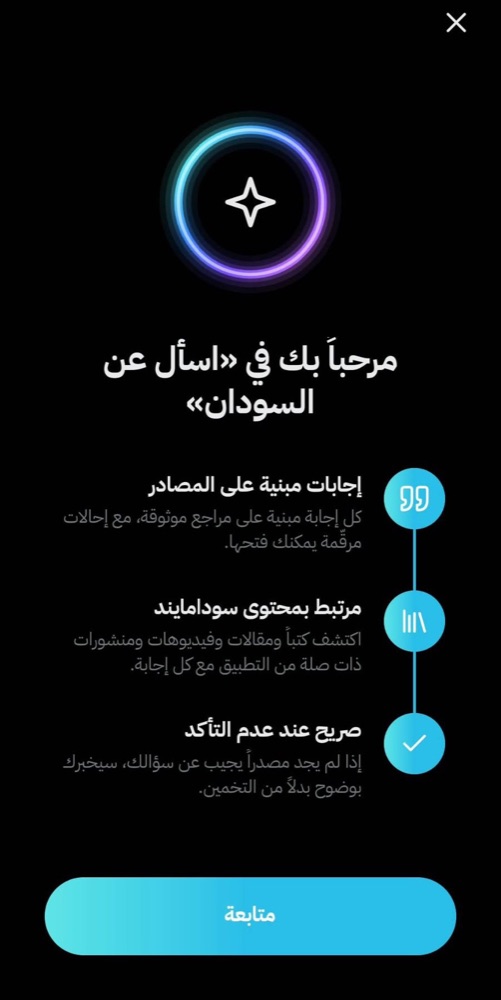 مرحباً بك في «اسأل عن
السودان»
إجابات مبنية على المصادر
كل إجابة مبنية على مراجع موثوقة، مع إحالات
مرقّمة يمكنك فتحها.
مرتبط بمحتوى سودامايند
اكتشف كتباً ومقالات وفيديوهات ومنشورات
ذات صلة من التطبيق مع كل إجابة.
صريح عند عدم التأكد
إذا لم يجد مصدراً يجيب عن سؤالك، سيخبرك
بوضوح بدلاً من التخمين.
متابعة